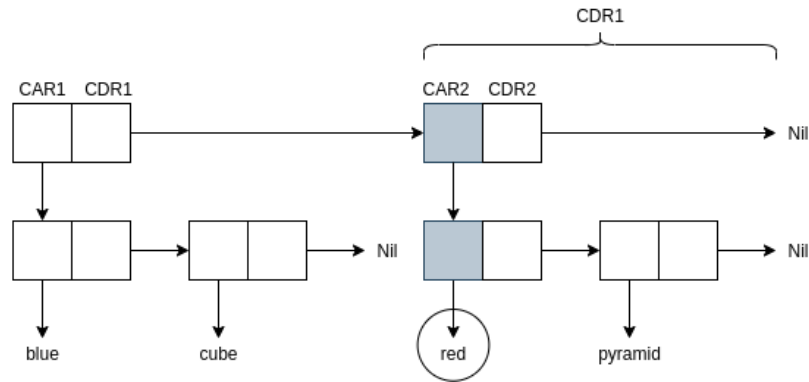 CDR1
CAR1 CDR1
CAR2 CDR2
Nil
Nil
Nil
blue
cube
red
pyramid